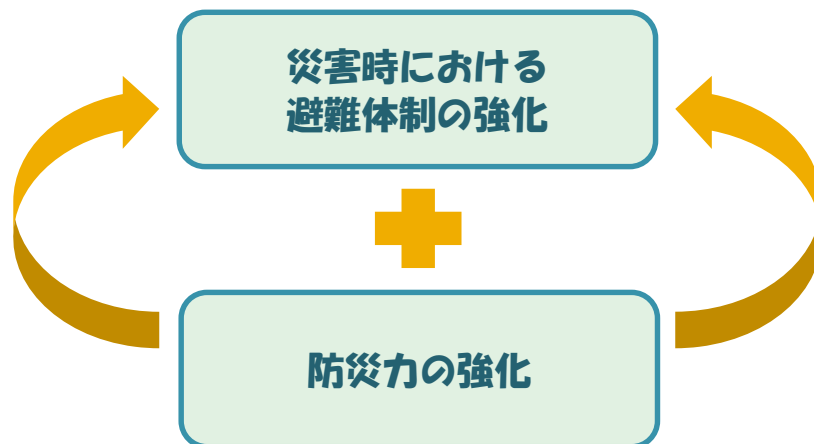 災害時における
避難体制の強化
防災力の強化